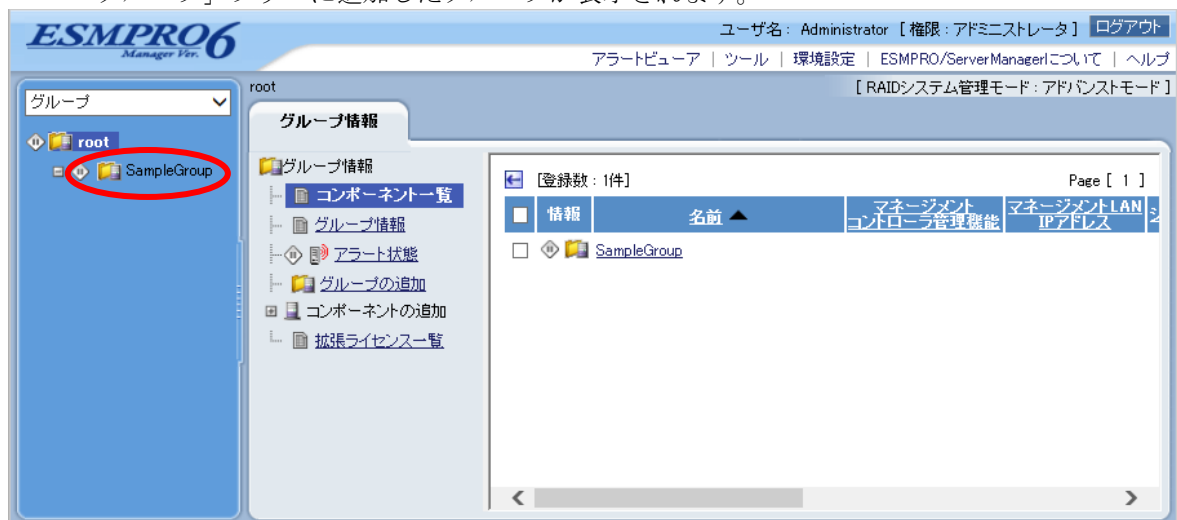 ESMPRO6
Manager Ver.
ユーザ名： Administrator [ 権限：アドミニストレータ ] ログアウト
アラートビューア | ツール | 環境設定 | ESMPRO/ServerManagerについて | ヘルプ
グループ
root
SampleGroup
root
[ RAIDシステム管理モード：アドバンストモード ]
グループ情報
グループ情報
コンポーネント一覧
グループ情報
アラート状態
グループの追加
コンポーネントの追加
拡張ライセンス一覧
[登録数：1件]
Page [ 1 ]
情報 名前▲ マネージメント マネージメントLAN
コントローラ管理機能 IPアドレス
SampleGroup